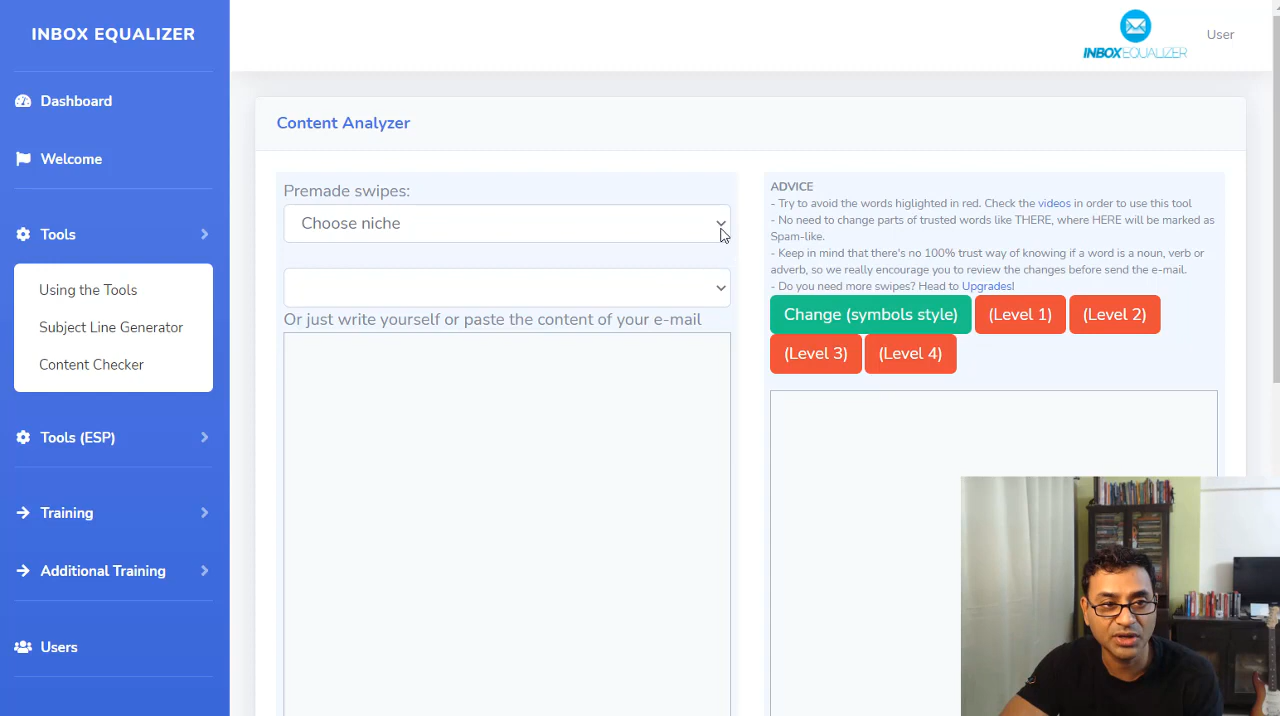 INBOX EQUALIZER
Dashboard
Welcome
Tools
Using the Tools
Subject Line Generator
Content Checker
Tools (ESP)
Training
Additional Training
Users
INBOXEQUALIZER
User
Content Analyzer
Premade swipes:
Choose niche
Or just write yourself or paste the content of your e-mail
ADVICE
- Try to avoid the words higlighted in red. Check the videos in order to use this tool
- No need to change parts of trusted words like THERE, where HERE will be marked as
Spam-like.
- Keep in mind that there's no 100% trust way of knowing if a word is a noun, verb or
adverb, so we really encourage you to review the changes before send the e-mail.
- Do you need more swipes? Head to Upgrades!
Change (symbols style)
(Level 1)
(Level 2)
(Level 3)
(Level 4)